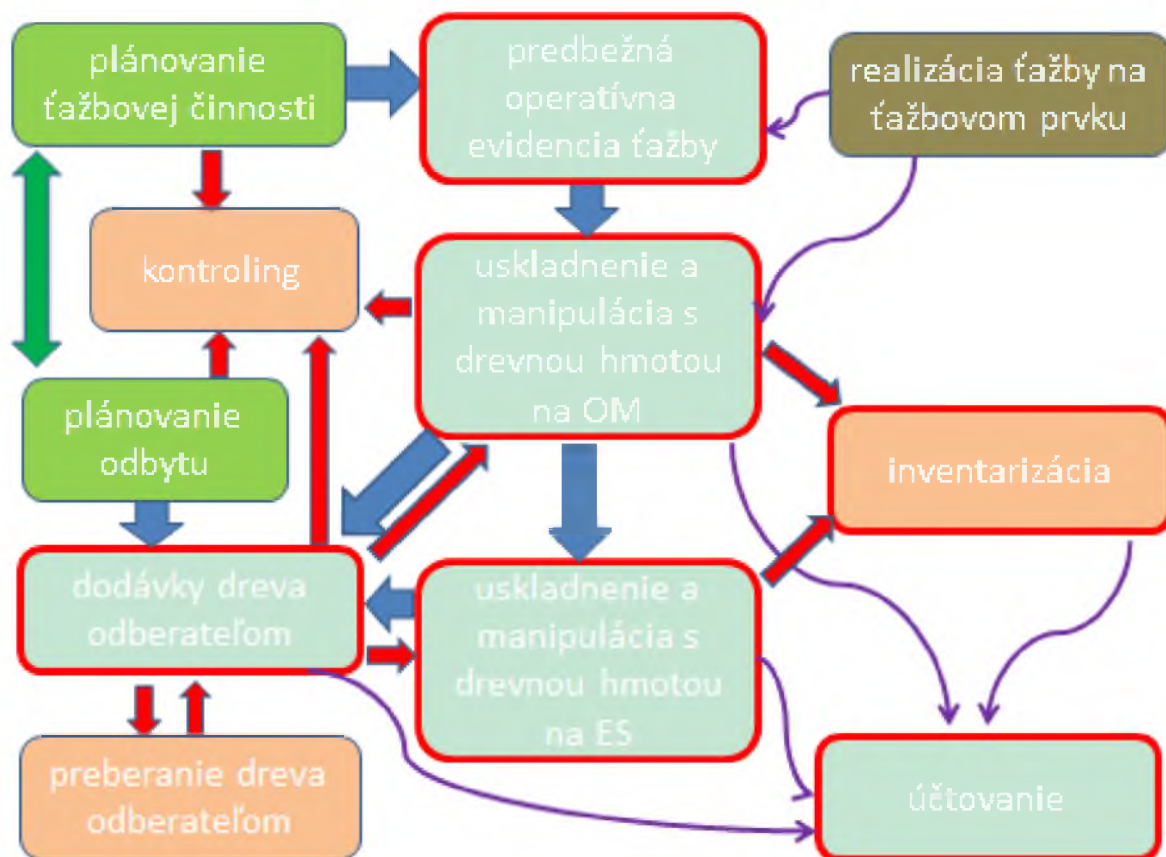 plánovanie
ťažbovej činnosti
predbežná
operatívna
evidencia ťažby
realizácia ťažby na
ťažbovom prvku
kontroling
uskladnenie a
manipulácia s
drevnou hmotou
na OM
plánovanie
odbytu
inventarizácia
dodávky dreva
odberateľom
uskladnenie a
manipulácia s
drevnou hmotou
na ES
preberanie dreva
odberateľom
účtovanie